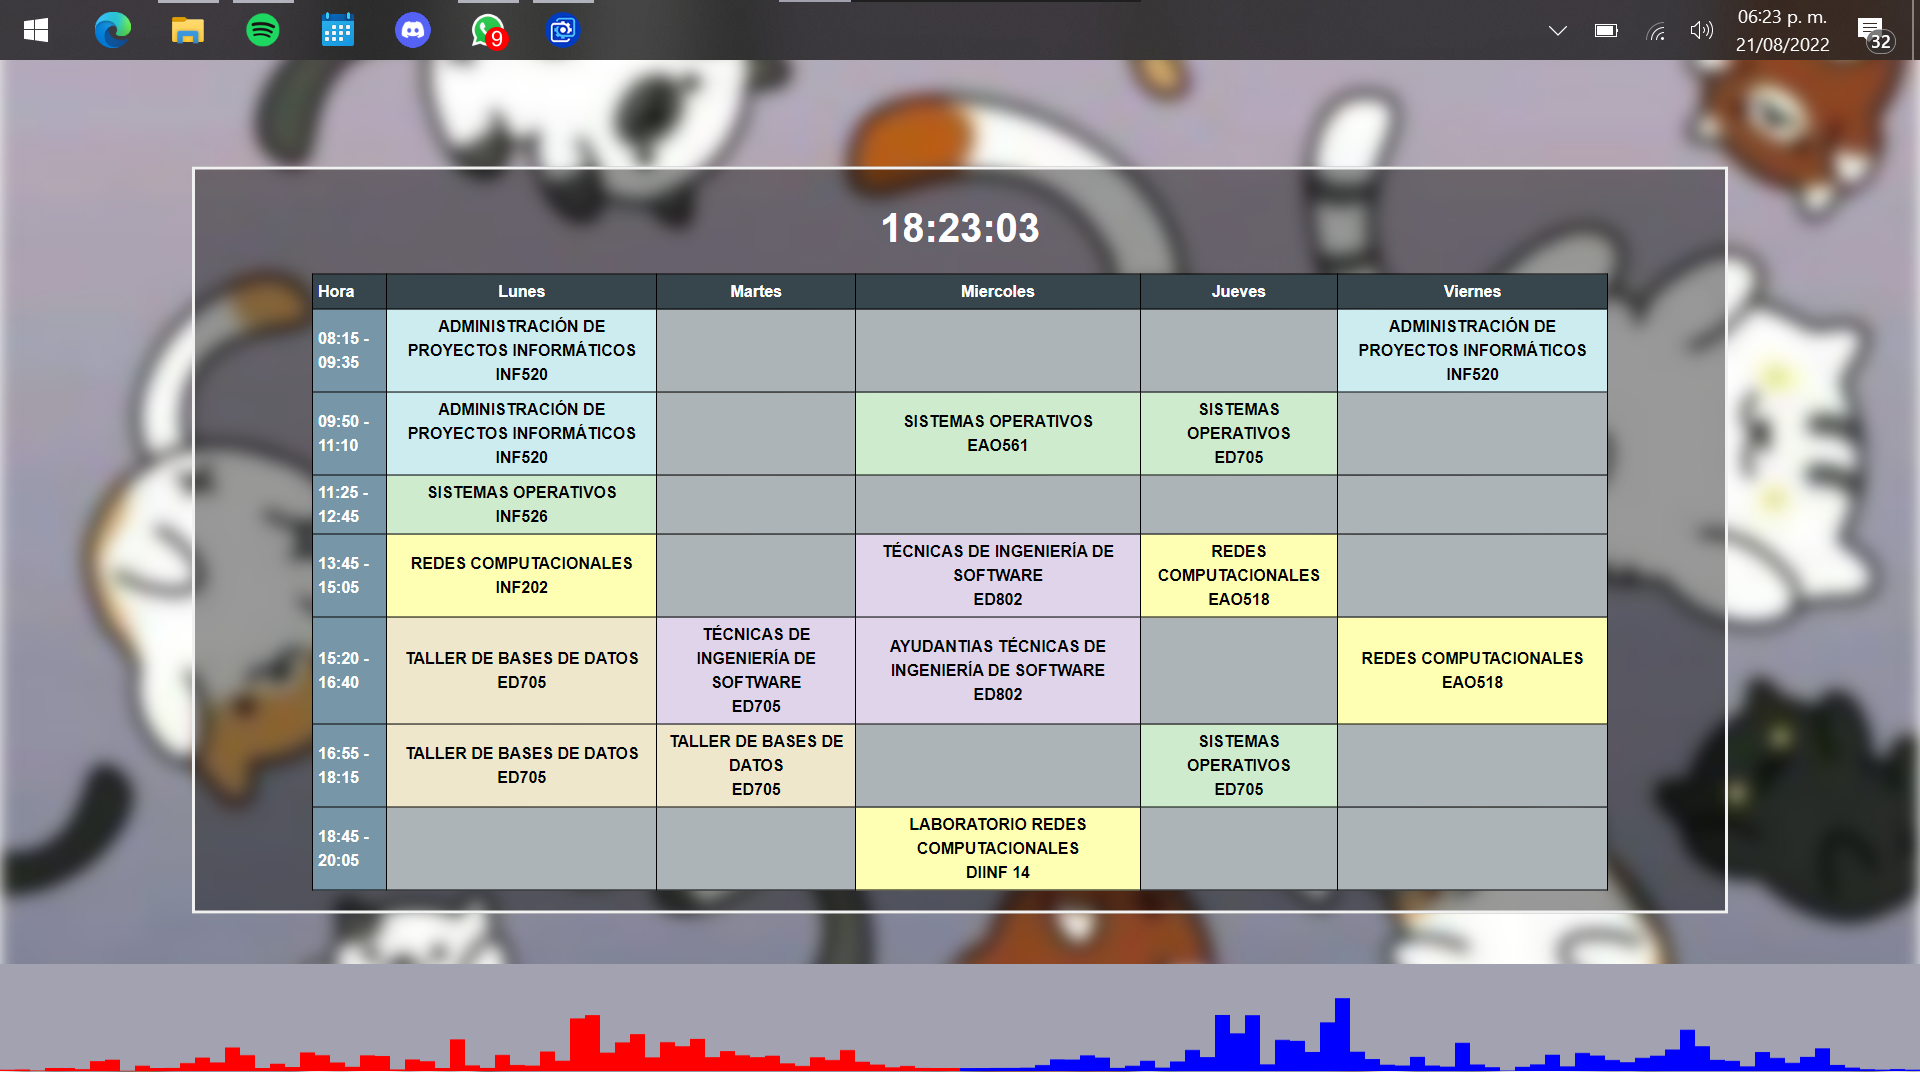 9
06:23 p. m.
21/08/2022
32
18:23:03
Hora Lunes Martes Miercoles Jueves Viernes
08:15 -
09:35
ADMINISTRACIÓN DE
PROYECTOS INFORMÁTICOS
INF520
ADMINISTRACIÓN DE
PROYECTOS INFORMÁTICOS
INF520
09:50 -
11:10
ADMINISTRACIÓN DE
PROYECTOS INFORMÁTICOS
INF520
SISTEMAS OPERATIVOS
EAO561
SISTEMAS
OPERATIVOS
ED705
11:25 -
12:45
SISTEMAS OPERATIVOS
INF526
13:45 -
15:05
REDES COMPUTACIONALES
INF202
TÉCNICAS DE INGENIERÍA DE
SOFTWARE
ED802
REDES
COMPUTACIONALES
EAO518
15:20 -
16:40
TALLER DE BASES DE DATOS
ED705
TÉCNICAS DE
INGENIERÍA DE
SOFTWARE
ED705
AYUDANTIAS TÉCNICAS DE
INGENIERÍA DE SOFTWARE
ED802
REDES COMPUTACIONALES
EAO518
16:55 -
18:15
TALLER DE BASES DE DATOS
ED705
TALLER DE BASES DE
DATOS
ED705
SISTEMAS
OPERATIVOS
ED705
18:45 -
20:05
LABORATORIO REDES
COMPUTACIONALES
DIINF 14